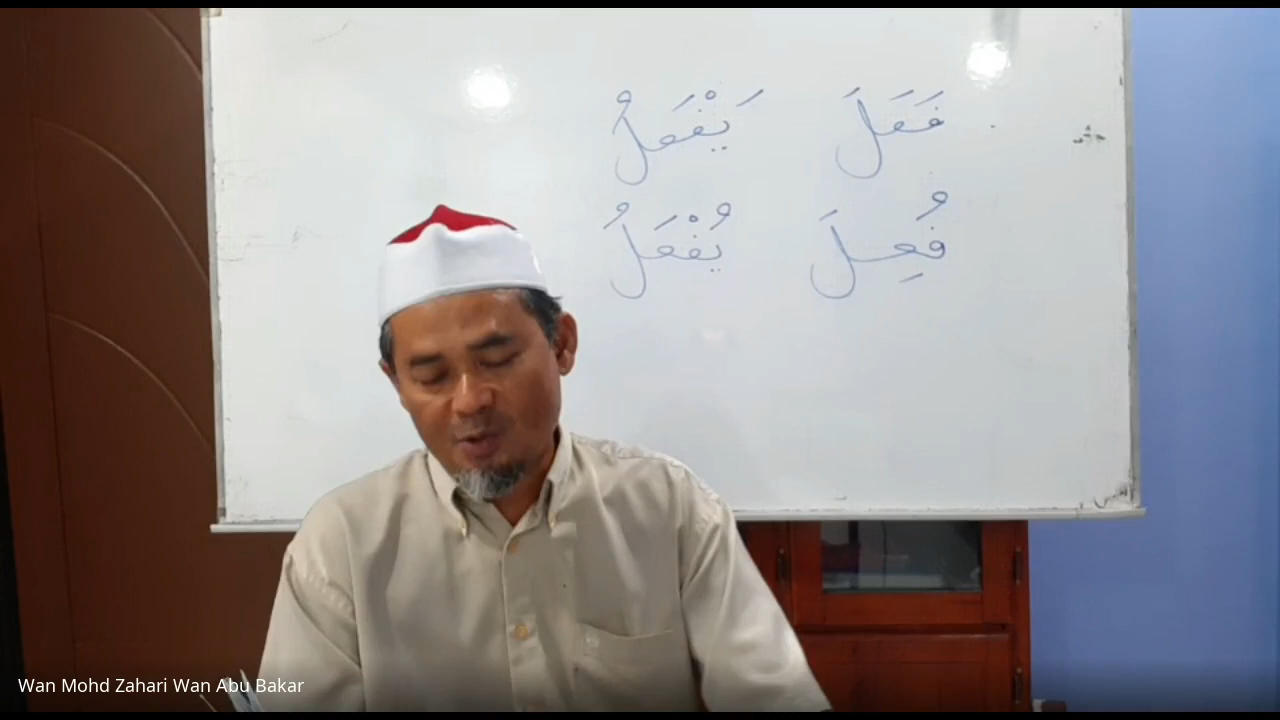 فَعَلَ يَفْعَلُ
فُعِلَ يُفْعَلُ
Wan Mohd Zahari Wan Abu Bakar